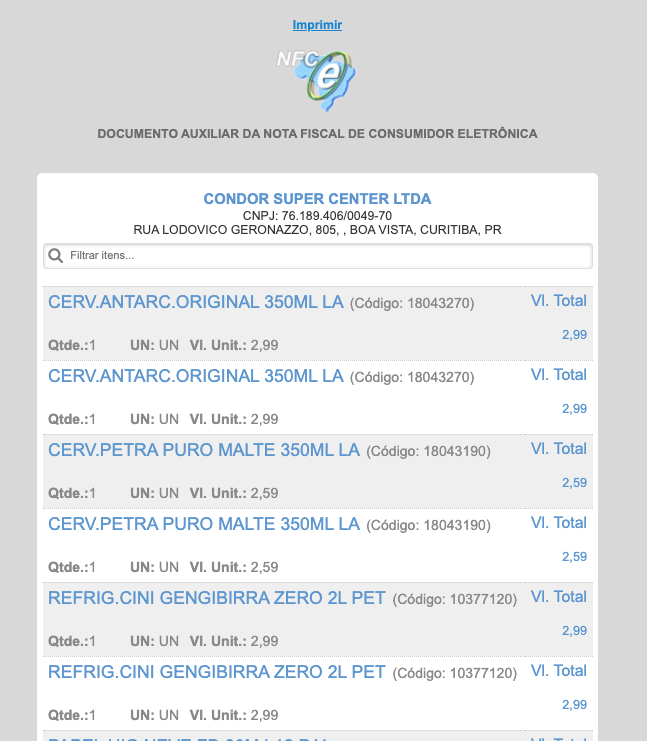 Imprimir
NFC
e
DOCUMENTO AUXILIAR DA NOTA FISCAL DE CONSUMIDOR ELETRÔNICA
CONDOR SUPER CENTER LTDA
CNPJ: 76.189.406/0049-70
RUA LODOVICO GERONAZZO, 805, , BOA VISTA, CURITIBA, PR
Filtrar itens...
CERV.ANTARC.ORIGINAL 350ML LA (Código: 18043270) Vl. Total
Qtde.:1 UN: UN Vl. Unit.: 2,99 2,99
CERV.ANTARC.ORIGINAL 350ML LA (Código: 18043270) Vl. Total
Qtde.:1 UN: UN Vl. Unit.: 2,99 2,99
CERV.PETRA PURO MALTE 350ML LA (Código: 18043190) Vl. Total
Qtde.:1 UN: UN Vl. Unit.: 2,59 2,59
CERV.PETRA PURO MALTE 350ML LA (Código: 18043190) Vl. Total
Qtde.:1 UN: UN Vl. Unit.: 2,59 2,59
REFRIG.CINI GENGIBIRRA ZERO 2L PET (Código: 10377120) Vl. Total
Qtde.:1 UN: UN Vl. Unit.: 2,99 2,99
REFRIG.CINI GENGIBIRRA ZERO 2L PET (Código: 10377120) Vl. Total
Qtde.:1 UN: UN Vl. Unit.: 2,99 2,99